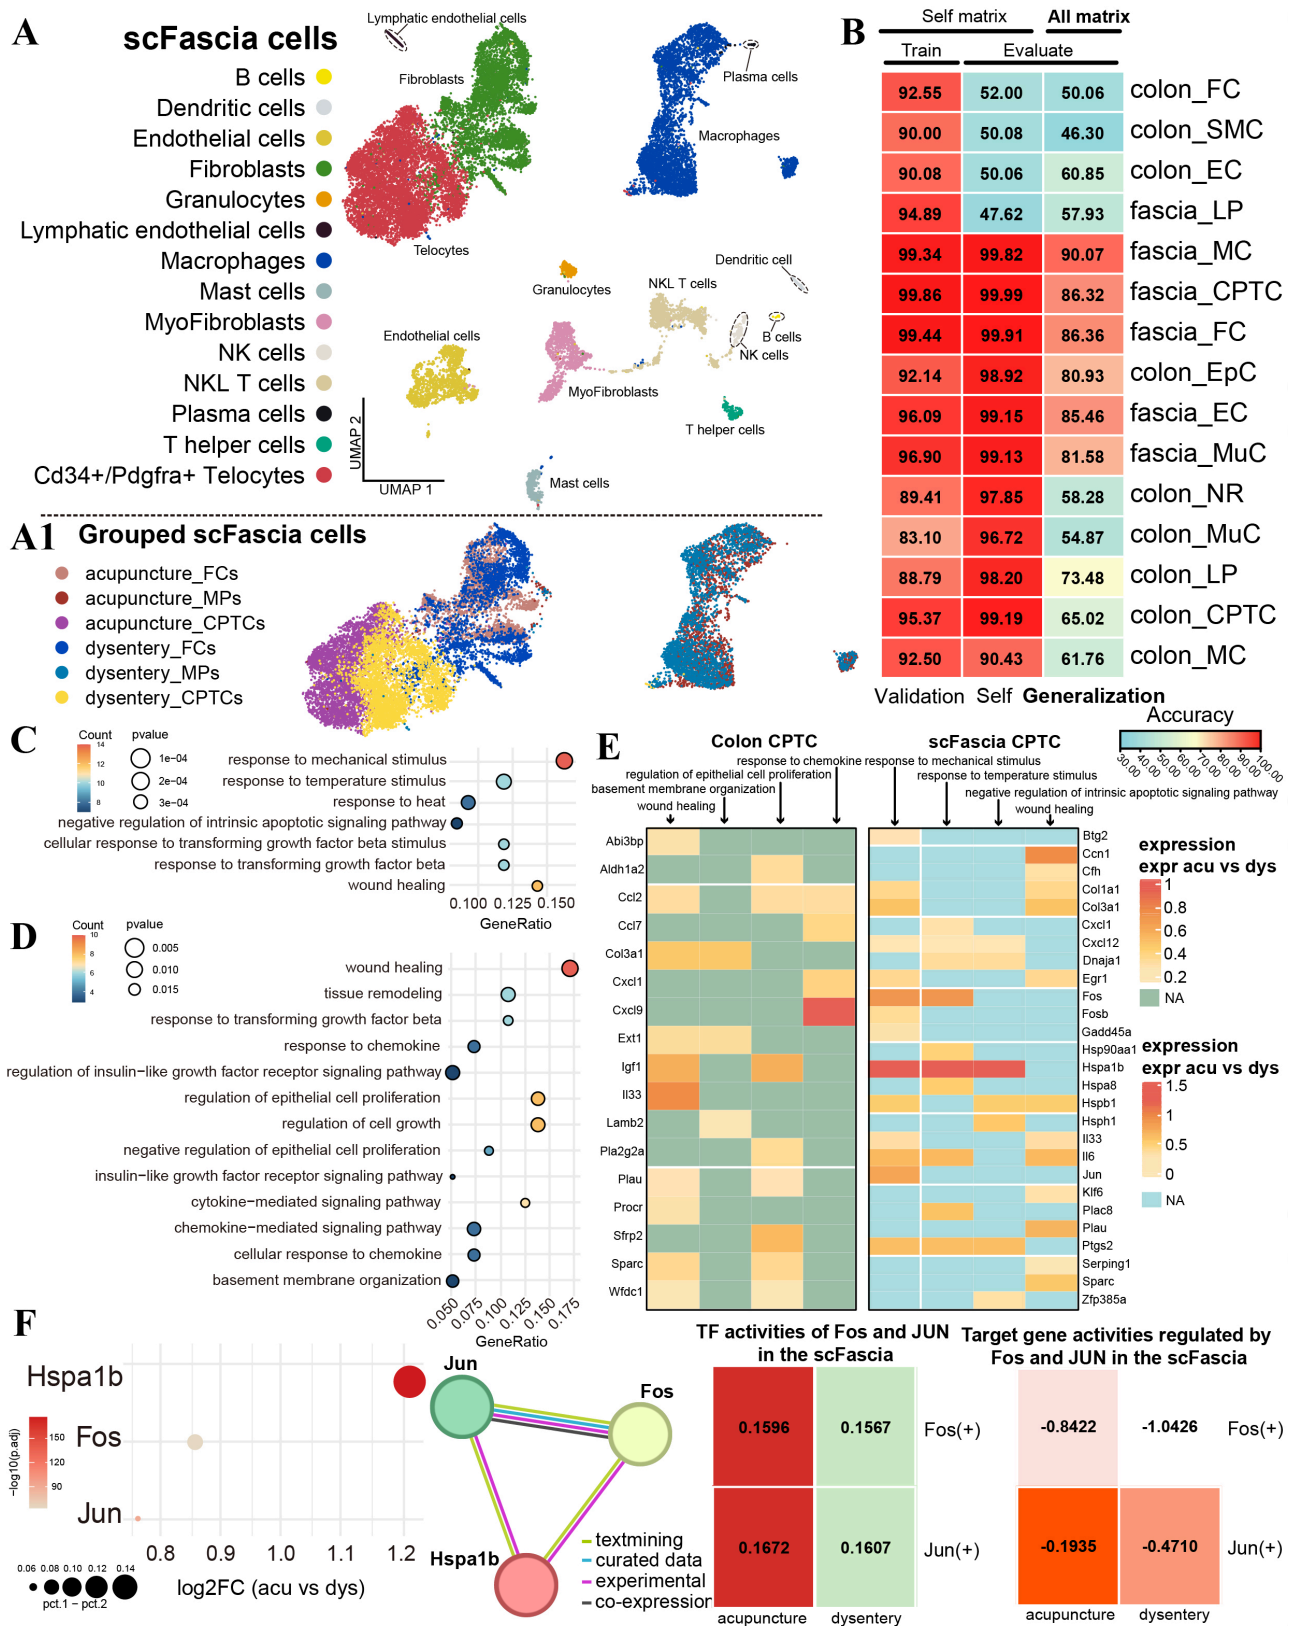 A
scFascia cells
B cells
Dendritic cells
Endothelial cells
Fibroblasts
Granulocytes
Lymphatic endothelial cells
Macrophages
Mast cells
MyoFibroblasts
NK cells
NKL T cells
Plasma cells
T helper cells
Cd34+/Pdgfra+ Telocytes
Lymphatic endothelial cells
Fibroblasts
Telocytes
Plasma cells
Macrophages
Dendritic cell
Granulocytes
NKL T cells
B cells
NK cells
Endothelial cells
MyoFibroblasts
T helper cells
Mast cells
UMAP 2
UMAP 1
A1 Grouped scFascia cells
acupuncture_FCs
acupuncture_MPs
acupuncture_CPTCs
dysentery_FCs
dysentery_MPs
dysentery_CPTCs
B
Self matrix All matrix
Train Evaluate
92.55 52.00 50.06 colon_FC
90.00 50.08 46.30 colon_SMC
90.08 50.06 60.85 colon_EC
94.89 47.62 57.93 fascia_LP
99.34 99.82 90.07 fascia_MC
99.86 99.99 86.32 fascia_CPTC
99.44 99.91 86.36 fascia_FC
92.14 98.92 80.93 colon_EpC
96.09 99.15 85.46 fascia_EC
96.90 99.13 81.58 fascia_MuC
89.41 97.85 58.28 colon_NR
83.10 96.72 54.87 colon_MuC
88.79 98.20 73.48 colon_LP
95.37 99.19 65.02 colon_CPTC
92.50 90.43 61.76 colon_MC
Validation Self Generalization
Accuracy
30.00 40.00 50.00 60.00 70.00 80.00 90.00 100.00
C
Count
14
12
10
8
pvalue
1e−04
2e−04
3e−04
response to mechanical stimulus
response to temperature stimulus
response to heat
negative regulation of intrinsic apoptotic signaling pathway
cellular response to transforming growth factor beta stimulus
response to transforming growth factor beta
wound healing
0.100 0.125 0.150
GeneRatio
D
Count
10
8
6
4
pvalue
0.005
0.010
0.015
wound healing
tissue remodeling
response to transforming growth factor beta
response to chemokine
regulation of insulin−like growth factor receptor signaling pathway
regulation of epithelial cell proliferation
regulation of cell growth
negative regulation of epithelial cell proliferation
insulin−like growth factor receptor signaling pathway
cytokine−mediated signaling pathway
chemokine−mediated signaling pathway
cellular response to chemokine
basement membrane organization
0.050 0.075 0.100 0.125 0.150 0.175
GeneRatio
E
Colon CPTC
scFascia CPTC
response to chemokine
regulation of epithelial cell proliferation
basement membrane organization
wound healing
response to mechanical stimulus
response to temperature stimulus
negative regulation of intrinsic apoptotic signaling pathway
wound healing
Abi3bp
Aldh1a2
Ccl2
Ccl7
Col3a1
Cxcl1
Cxcl9
Ext1
Igf1
Il33
Lamb2
Pla2g2a
Plau
Procr
Sfrp2
Sparc
Wfdc1
Btg2
Ccn1
Cfh
Col1a1
Col3a1
Cxcl1
Cxcl12
Dnaja1
Egr1
Fos
Fosb
Gadd45a
Hsp90aa1
Hspa1b
Hspa8
Hspb1
Hsph1
Il33
Il6
Jun
Klf6
Plac8
Plau
Ptgs2
Serping1
Sparc
Zfp385a
expression
expr acu vs dys
1
0.8
0.6
0.4
0.2
NA
expression
expr acu vs dys
1.5
1
0.5
0
NA
F
Hspa1b
Fos
Jun
−log10(p.adj)
150
120
90
0.8 0.9 1.0 1.1 1.2
log2FC (acu vs dys)
0.06 0.08 0.10 0.12 0.14
pct.1 − pct.2
Jun
Fos
Hspa1b
textmining
curated data
experimental
co-expression
TF activities of Fos and JUN
in the scFascia
0.1596 0.1567 Fos(+)
0.1672 0.1607 Jun(+)
acupuncture dysentery
Target gene activities regulated by
Fos and JUN in the scFascia
-0.8422 -1.0426 Fos(+)
-0.1935 -0.4710 Jun(+)
acupuncture dysentery